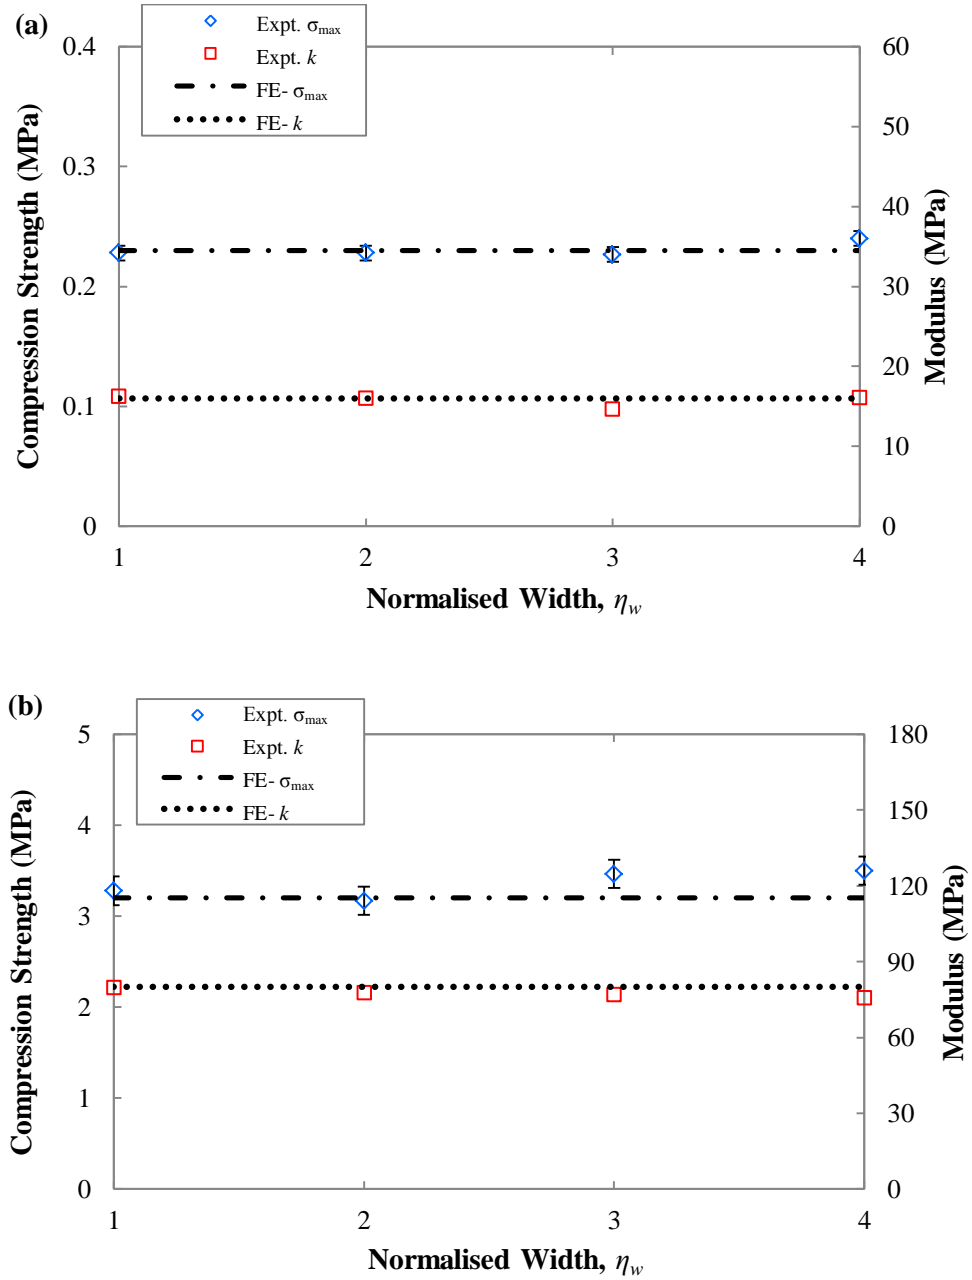 (a)
Expt. σmax
Expt. k
FE- σmax
FE- k
Compression Strength (MPa)
0.4
0.3
0.2
0.1
0
60
50
40
30
20
10
0
Modulus (MPa)
1 2 3 4
Normalised Width, ηw
(b)
Expt. σmax
Expt. k
FE- σmax
FE- k
Compression Strength (MPa)
5
4
3
2
1
0
180
150
120
90
60
30
0
Modulus (MPa)
1 2 3 4
Normalised Width, ηw